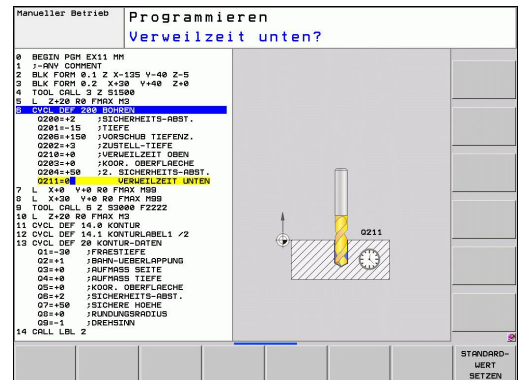 Manueller Betrieb
Programmieren
Verweilzeit unten?
0 BEGIN PGM EX11 MM
1 ;-ANY COMMENT
2 BLK FORM 0.1 Z X-135 Y-40 Z-5
3 BLK FORM 0.2 X+30 Y+40 Z+0
4 TOOL CALL 3 Z S1500
5 L Z+20 R0 FMAX M3
6 CYCL DEF 200 BOHREN
Q200=+2 ;SICHERHEITS-ABST.
Q201=-15 ;TIEFE
Q206=+150 ;VORSCHUB TIEFENZ.
Q202=+3 ;ZUSTELL-TIEFE
Q210=+0 ;VERWEILZEIT OBEN
Q203=+0 ;KOOR. OBERFLAECHE
Q204=+50 ;2. SICHERHEITS-ABST.
Q211=0 VERWEILZEIT UNTEN
7 L X+0 Y+0 R0 FMAX M99
8 L X+30 Y+0 R0 FMAX M99
9 TOOL CALL 6 Z S3000 F2222
10 L Z+20 R0 FMAX M3
11 CYCL DEF 14.0 KONTUR
12 CYCL DEF 14.1 KONTURLABEL1 /2
13 CYCL DEF 20 KONTUR-DATEN
Q1=-30 ;FRAESTIEFE
Q2=+1 ;BAHN-UEBERLAPPUNG
Q3=+0 ;AUFMASS SEITE
Q4=+0 ;AUFMASS TIEFE
Q5=+0 ;KOOR. OBERFLAECHE
Q6=+2 ;SICHERHEITS-ABST.
Q7=+50 ;SICHERE HOEHE
Q8=+0 ;RUNDUNGSRADIUS
Q9=-1 ;DREHSINN
14 CALL LBL 2
Q211
STANDARD-
WERT
SETZEN